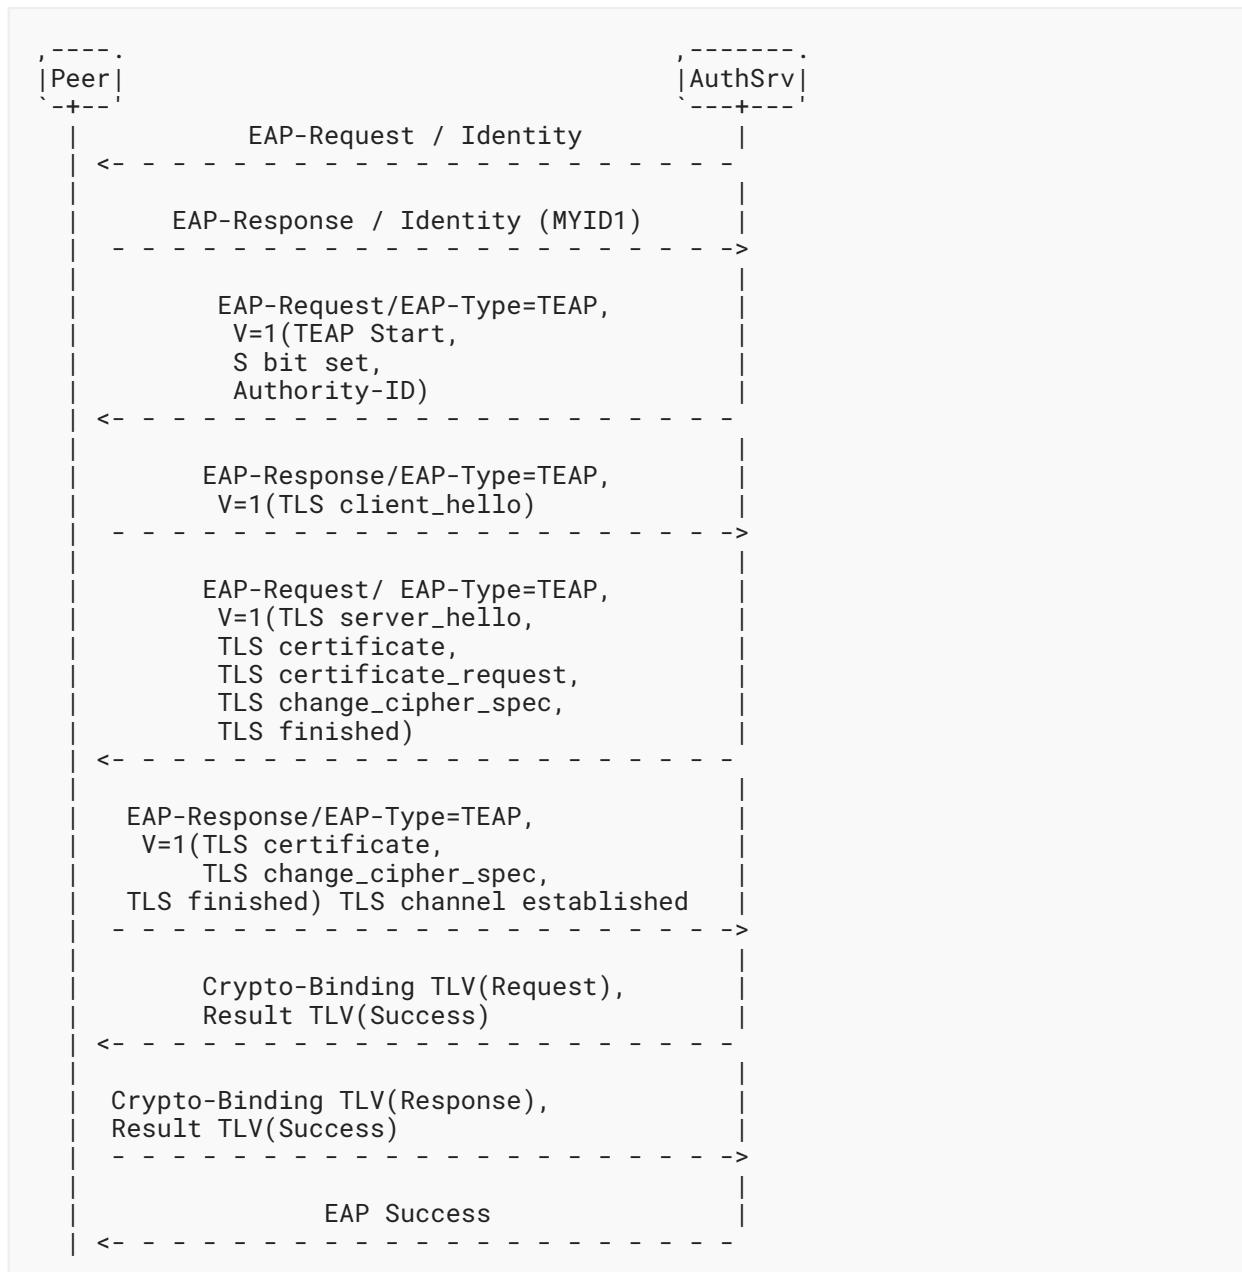 ,----.                                     ,-------.
|Peer|                                     |AuthSrv|
`-+--'                                     `---+---'
  |           EAP-Request / Identity          |
  | <- - - - - - - - - - - - - - - - - - - - -
  |                                           |
  |      EAP-Response / Identity (MYID1)      |
  |  - - - - - - - - - - - - - - - - - - - - ->
  |                                           |
  |         EAP-Request/EAP-Type=TEAP,        |
  |          V=1(TEAP Start,                  |
  |          S bit set,                       |
  |          Authority-ID)                    |
  | <- - - - - - - - - - - - - - - - - - - - -
  |                                           |
  |        EAP-Response/EAP-Type=TEAP,        |
  |         V=1(TLS client_hello)             |
  |  - - - - - - - - - - - - - - - - - - - - ->
  |                                           |
  |        EAP-Request/ EAP-Type=TEAP,        |
  |         V=1(TLS server_hello,             |
  |         TLS certificate,                  |
  |         TLS certificate_request,          |
  |         TLS change_cipher_spec,           |
  |         TLS finished)                     |
  | <- - - - - - - - - - - - - - - - - - - - -
  |                                           |
  |   EAP-Response/EAP-Type=TEAP,             |
  |    V=1(TLS certificate,                   |
  |        TLS change_cipher_spec,            |
  |   TLS finished) TLS channel established   |
  |  - - - - - - - - - - - - - - - - - - - - ->
  |                                           |
  |        Crypto-Binding TLV(Request),       |
  |        Result TLV(Success)                |
  | <- - - - - - - - - - - - - - - - - - - - -
  |                                           |
  |  Crypto-Binding TLV(Response),            |
  |  Result TLV(Success)                      |
  |  - - - - - - - - - - - - - - - - - - - - ->
  |                                           |
  |                EAP Success                |
  | <- - - - - - - - - - - - - - - - - - - - -